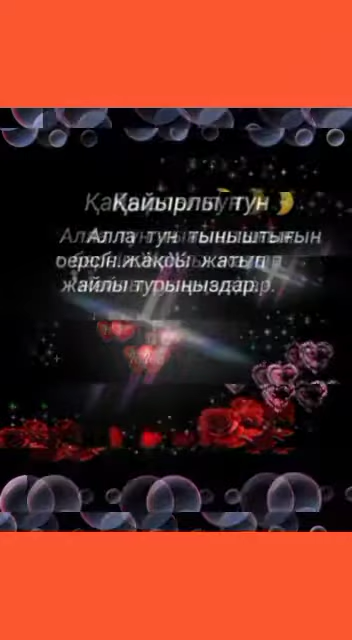 Қайырлы түн🌙
Алла түн тыныштығын
берсін.жақсы жатып
жайлы тұрыңыздар.